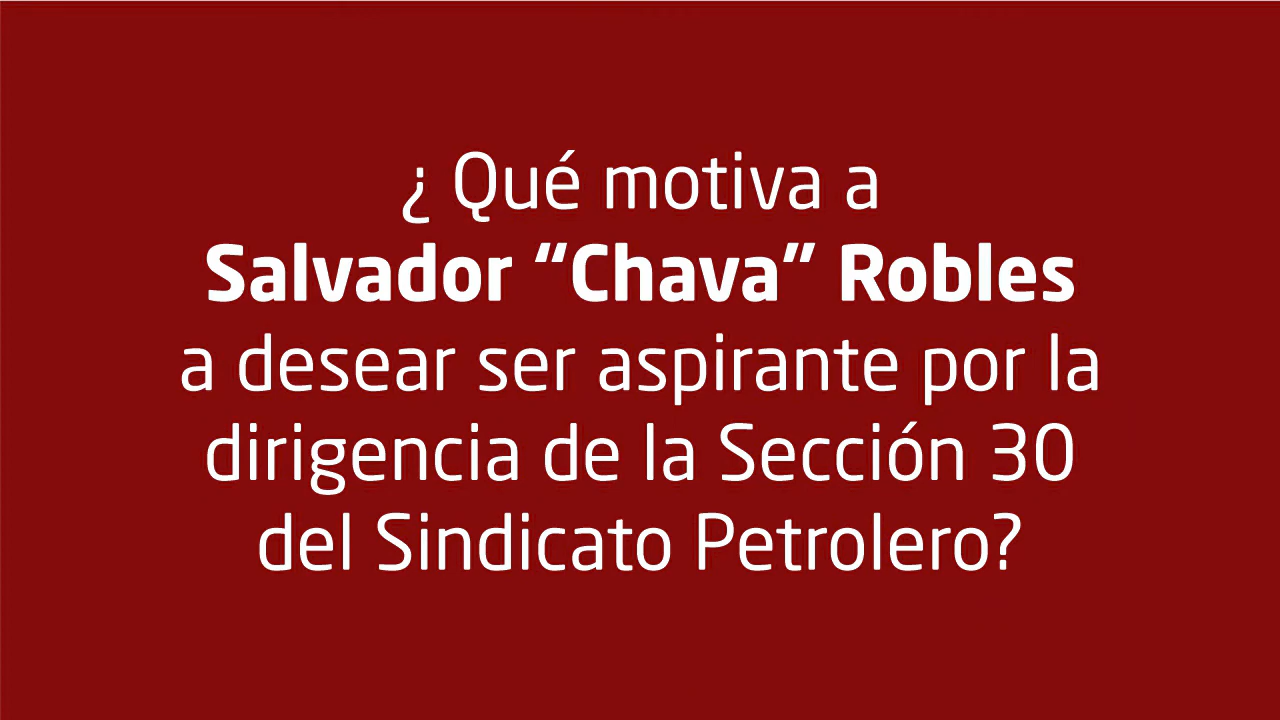 ¿ Qué motiva a
Salvador “Chava” Robles
a desear ser aspirante por la
dirigencia de la Sección 30
del Sindicato Petrolero?